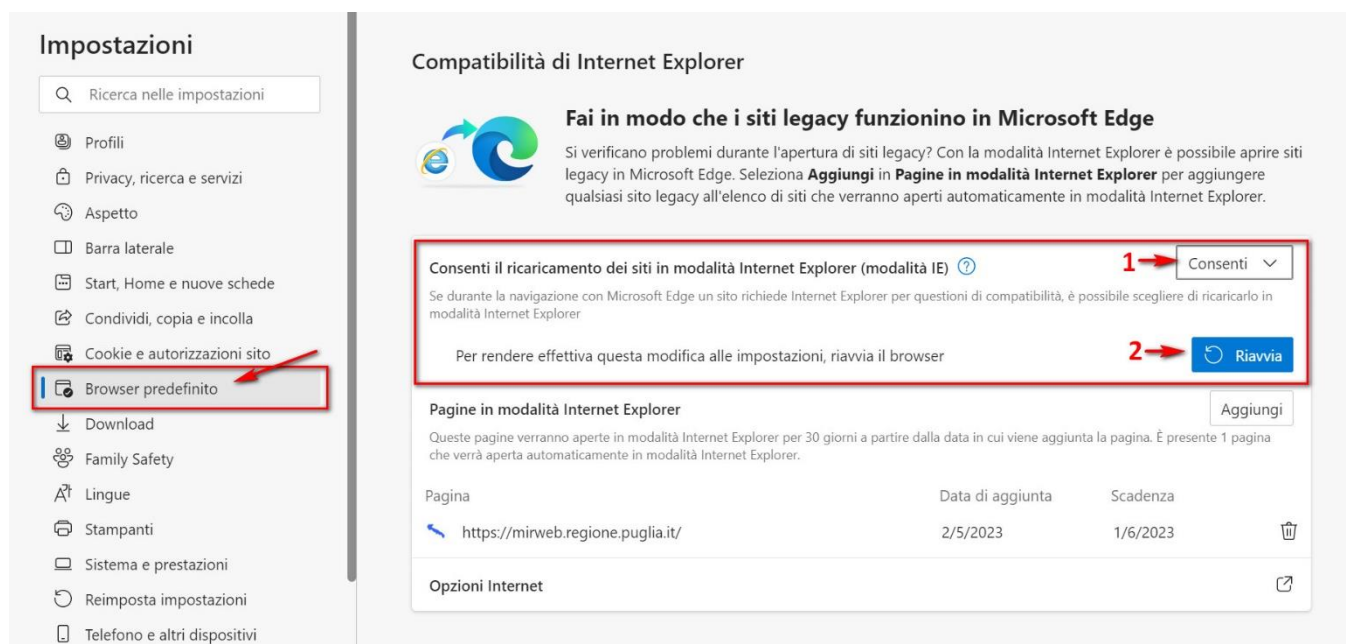 Impostazioni
Ricerca nelle impostazioni
Profili
Privacy, ricerca e servizi
Aspetto
Barra laterale
Start, Home e nuove schede
Condividi, copia e incolla
Cookie e autorizzazioni sito
Browser predefinito
Download
Family Safety
Lingue
Stampanti
Sistema e prestazioni
Reimposta impostazioni
Telefono e altri dispositivi
Compatibilità di Internet Explorer
Fai in modo che i siti legacy funzionino in Microsoft Edge
Si verificano problemi durante l'apertura di siti legacy? Con la modalità Internet Explorer è possibile aprire siti
legacy in Microsoft Edge. Seleziona Aggiungi in Pagine in modalità Internet Explorer per aggiungere
qualsiasi sito legacy all'elenco di siti che verranno aperti automaticamente in modalità Internet Explorer.
Consenti il ricaricamento dei siti in modalità Internet Explorer (modalità IE) ? 1 Consenti
Se durante la navigazione con Microsoft Edge un sito richiede Internet Explorer per questioni di compatibilità, è possibile scegliere di ricaricarlo in
modalità Internet Explorer
Per rendere effettiva questa modifica alle impostazioni, riavvia il browser 2 Riavvia
Pagine in modalità Internet Explorer Aggiungi
Queste pagine verranno aperte in modalità Internet Explorer per 30 giorni a partire dalla data in cui viene aggiunta la pagina. È presente 1 pagina
che verrà aperta automaticamente in modalità Internet Explorer.
Pagina Data di aggiunta Scadenza
https://mirweb.regione.puglia.it/ 2/5/2023 1/6/2023
Opzioni Internet